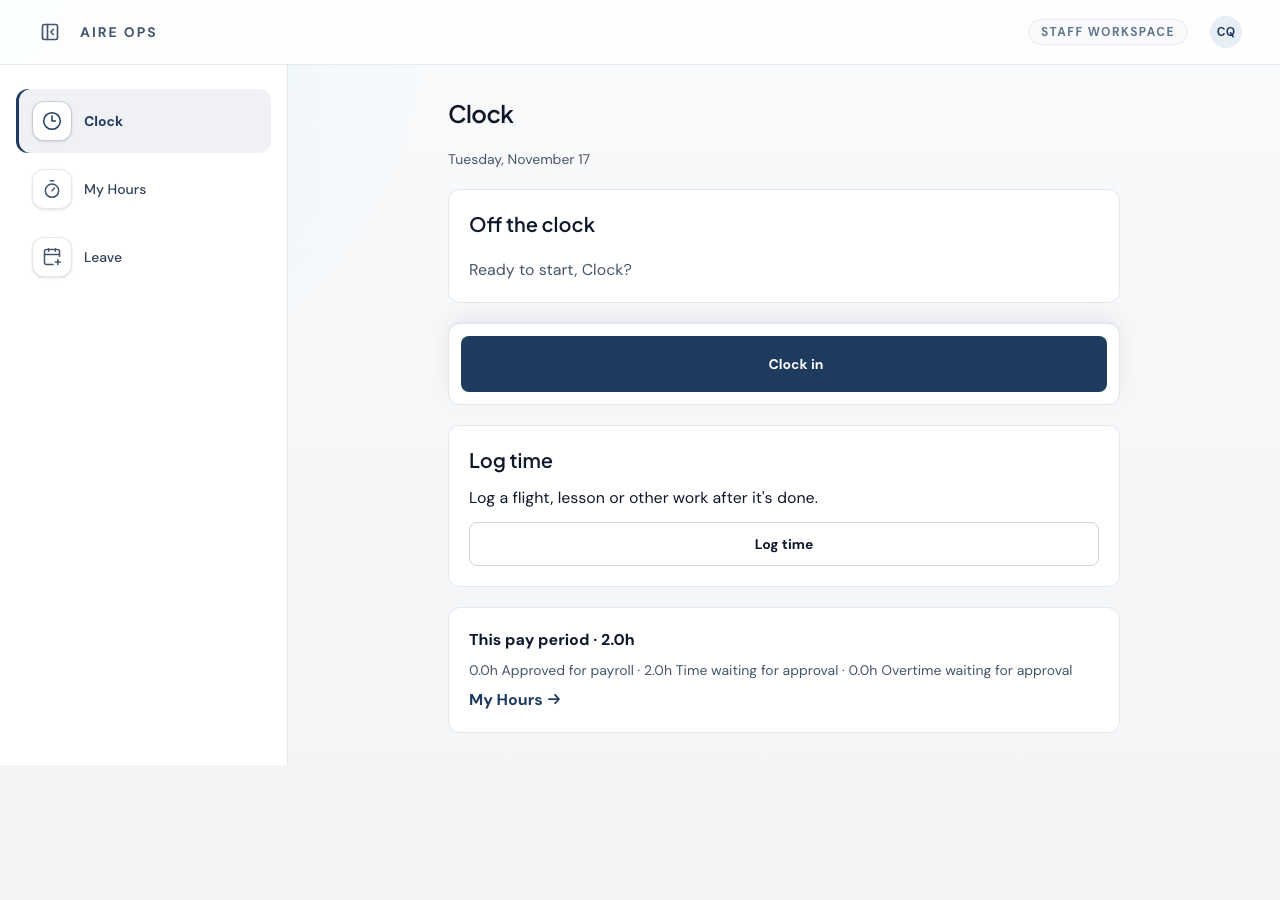 AIRE OPS
STAFF WORKSPACE
CQ
Clock
My Hours
Leave
Clock
Tuesday, November 17
Off the clock
Ready to start, Clock?
Clock in
Log time
Log a flight, lesson or other work after it's done.
Log time
This pay period · 2.0h
0.0h Approved for payroll · 2.0h Time waiting for approval · 0.0h Overtime waiting for approval
My Hours →